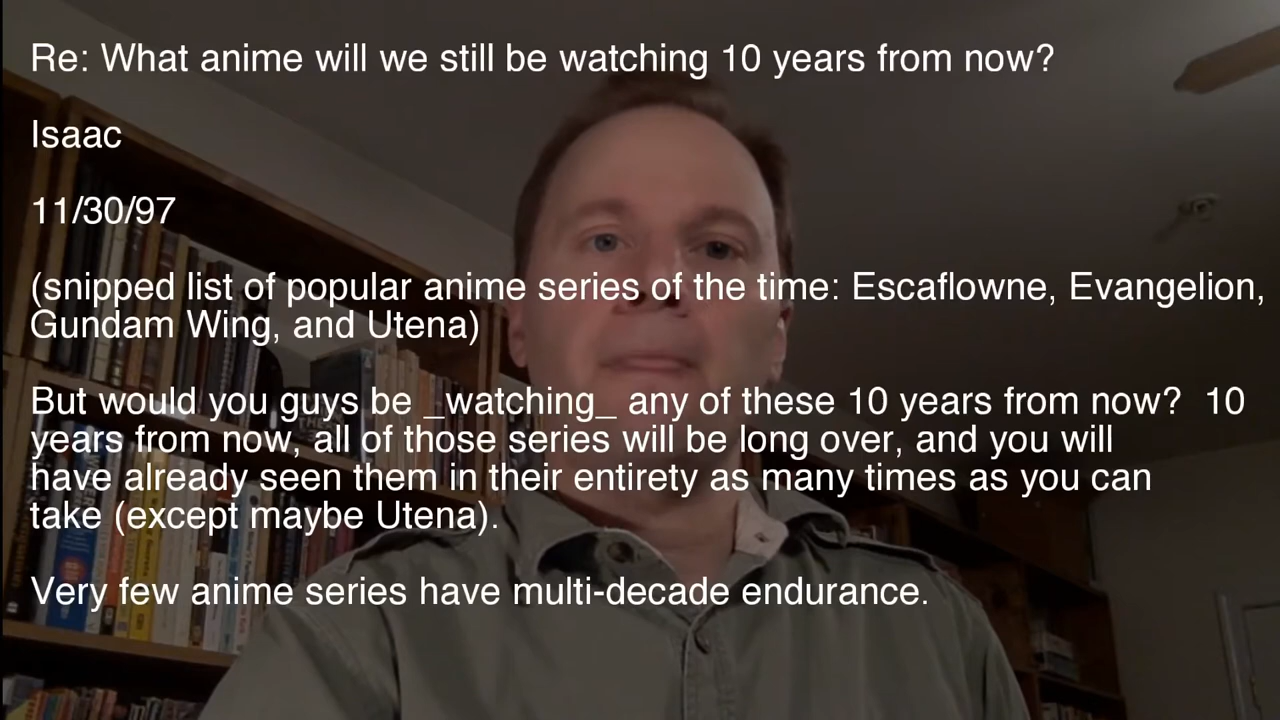 Re: What anime will we still be watching 10 years from now?
Isaac
11/30/97
(snipped list of popular anime series of the time: Escaflowne, Evangelion,
Gundam Wing, and Utena)
But would you guys be _watching_ any of these 10 years from now?  10
years from now, all of those series will be long over, and you will
have already seen them in their entirety as many times as you can
take (except maybe Utena).
Very few anime series have multi-decade endurance.